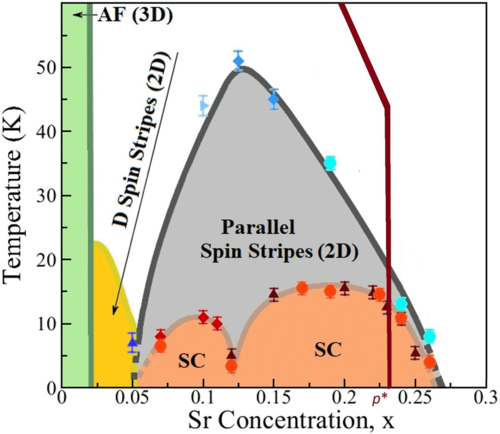 AF (3D)
D Spin Stripes (2D)
Parallel
Spin Stripes (2D)
SC
SC
p*
Temperature (K)
50
40
30
20
10
0
0
0.05
0.1
0.15
0.2
0.25
0.3
Sr Concentration, x